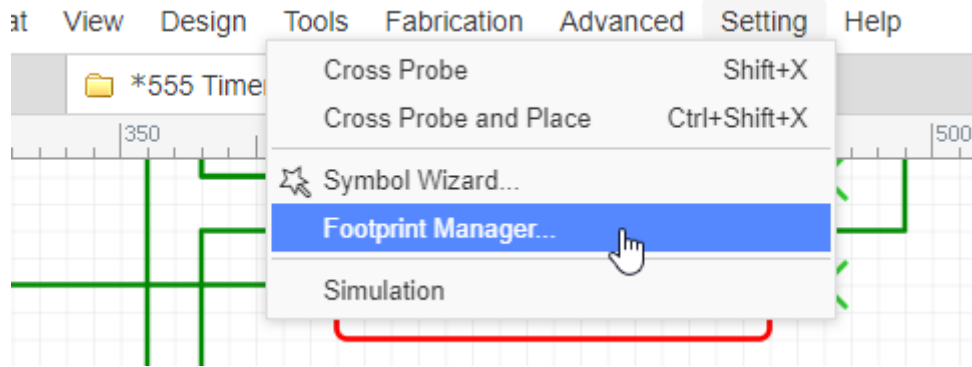 at View Design Tools Fabrication Advanced Setting Help
*555 Timer
350 500
Cross Probe Shift+X
Cross Probe and Place Ctrl+Shift+X
Symbol Wizard...
Footprint Manager...
Simulation